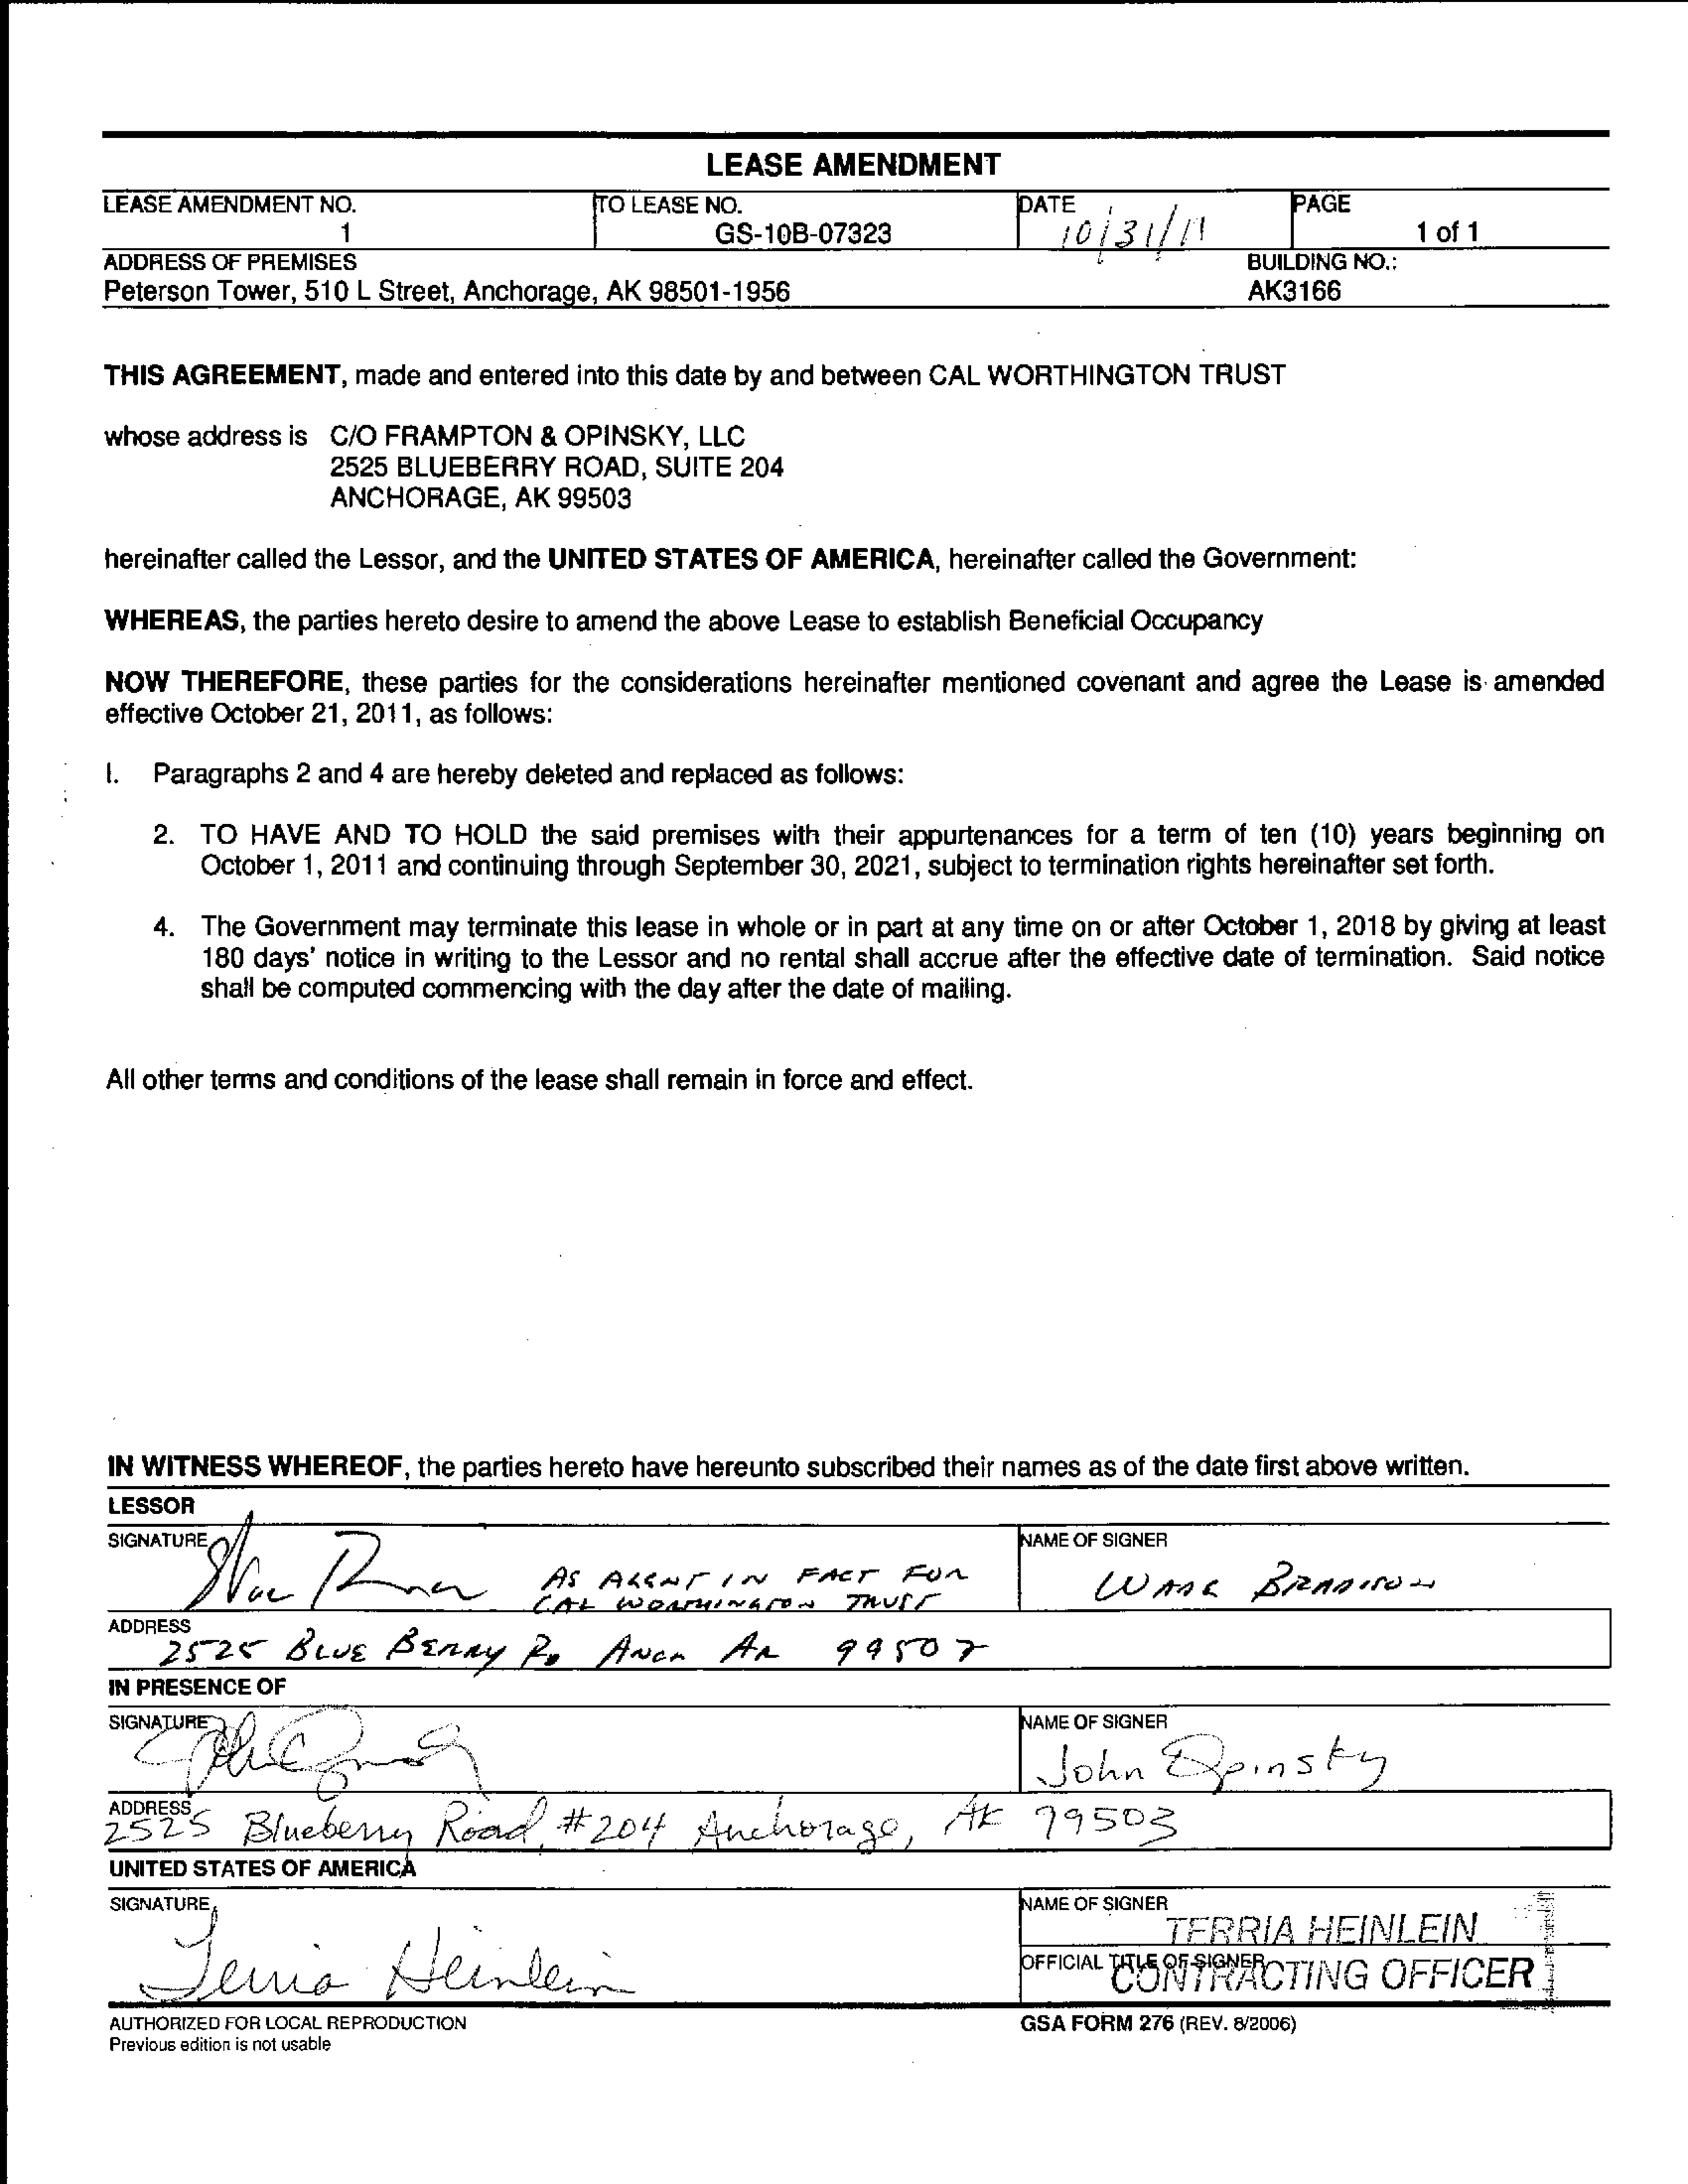 LEASE AMENDMENT
LEASE AMENDMENT NO.
1
TO LEASE NO.
GS-10B-07323
DATE
10/31/11
PAGE
1 of 1
ADDRESS OF PREMISES
Peterson Tower, 510 L Street, Anchorage, AK 98501-1956
BUILDING NO.:
AK3166
THIS AGREEMENT, made and entered into this date by and between CAL WORTHINGTON TRUST
whose address is C/O FRAMPTON & OPINSKY, LLC
2525 BLUEBERRY ROAD, SUITE 204
ANCHORAGE, AK 99503
hereinafter called the Lessor, and the UNITED STATES OF AMERICA, hereinafter called the Government:
WHEREAS, the parties hereto desire to amend the above Lease to establish Beneficial Occupancy
NOW THEREFORE, these parties for the considerations hereinafter mentioned covenant and agree the Lease is amended
effective October 21, 2011, as follows:
I. Paragraphs 2 and 4 are hereby deleted and replaced as follows:
2. TO HAVE AND TO HOLD the said premises with their appurtenances for a term of ten (10) years beginning on
October 1, 2011 and continuing through September 30, 2021, subject to termination rights hereinafter set forth.
4. The Government may terminate this lease in whole or in part at any time on or after October 1, 2018 by giving at least
180 days' notice in writing to the Lessor and no rental shall accrue after the effective date of termination. Said notice
shall be computed commencing with the day after the date of mailing.
All other terms and conditions of the lease shall remain in force and effect.
IN WITNESS WHEREOF, the parties hereto have hereunto subscribed their names as of the date first above written.
LESSOR
SIGNATURE
AS AGENT IN FACT FOR
CAL WORTHINGTON TRUST
NAME OF SIGNER
ADDRESS
2525 BLUE BERRY RD ANCH AK
IN PRESENCE OF
SIGNATURE
NAME OF SIGNER
John Opinsky
ADDRESS
2525 Blueberry Road, #204 Anchorage, AK 99503
UNITED STATES OF AMERICA
SIGNATURE
Terria Heinlein
NAME OF SIGNER
TERRIA HEINLEIN
OFFICIAL TITLE OF SIGNER
CONTRACTING OFFICER
AUTHORIZED FOR LOCAL REPRODUCTION
Previous edition is not usable
GSA FORM 276 (REV. 8/2006)